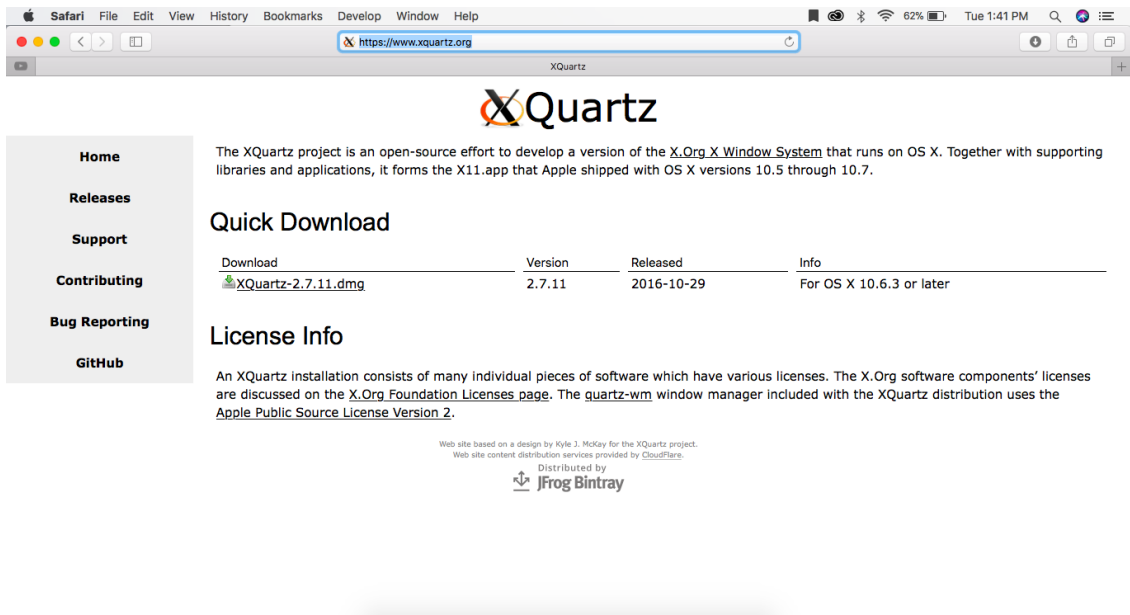 Safari File Edit View History Bookmarks Develop Window Help 62% Tue 1:41 PM
https://www.xquartz.org
XQuartz
XQuartz
Home
Releases
Support
Contributing
Bug Reporting
GitHub
The XQuartz project is an open-source effort to develop a version of the X.Org X Window System that runs on OS X. Together with supporting
libraries and applications, it forms the X11.app that Apple shipped with OS X versions 10.5 through 10.7.
Quick Download
Download Version Released Info
XQuartz-2.7.11.dmg 2.7.11 2016-10-29 For OS X 10.6.3 or later
License Info
An XQuartz installation consists of many individual pieces of software which have various licenses. The X.Org software components’ licenses
are discussed on the X.Org Foundation Licenses page. The quartz-wm window manager included with the XQuartz distribution uses the
Apple Public Source License Version 2.
Web site based on a design by Kyle J. McKay for the XQuartz project.
Web site content distribution services provided by CloudFlare.
Distributed by
JFrog Bintray